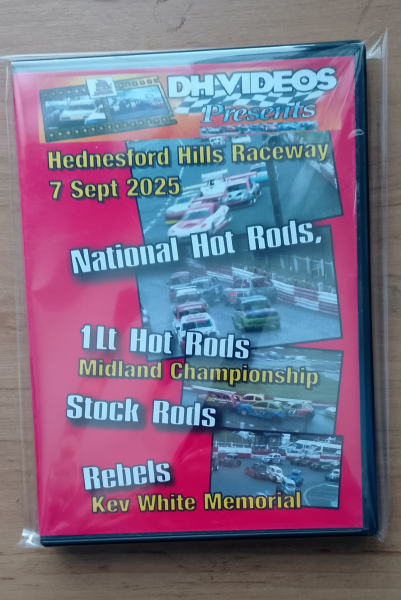 DHVIDEOS
Presents
Hednesford Hills Raceway
7 Sept 2025
National Hot Rods,
1Lt Hot Rods
Midland Championship
Stock Rods
Rebels
Kev White Memorial